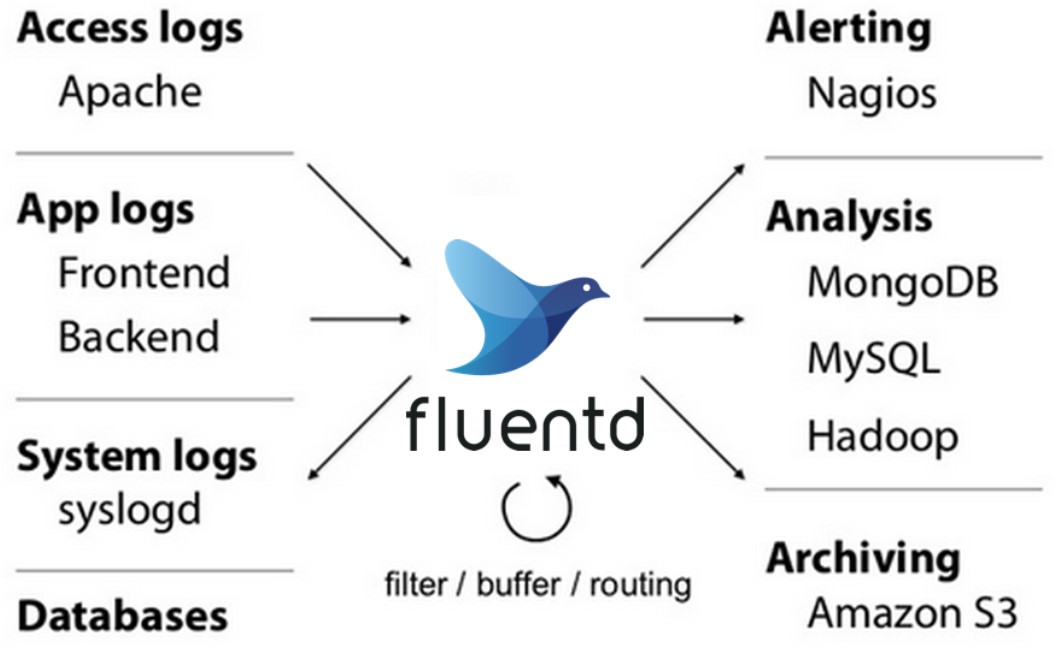 Access logs
Apache
App logs
Frontend
Backend
System logs
syslogd
Databases
fluentd
filter / buffer / routing
Alerting
Nagios
Analysis
MongoDB
MySQL
Hadoop
Archiving
Amazon S3